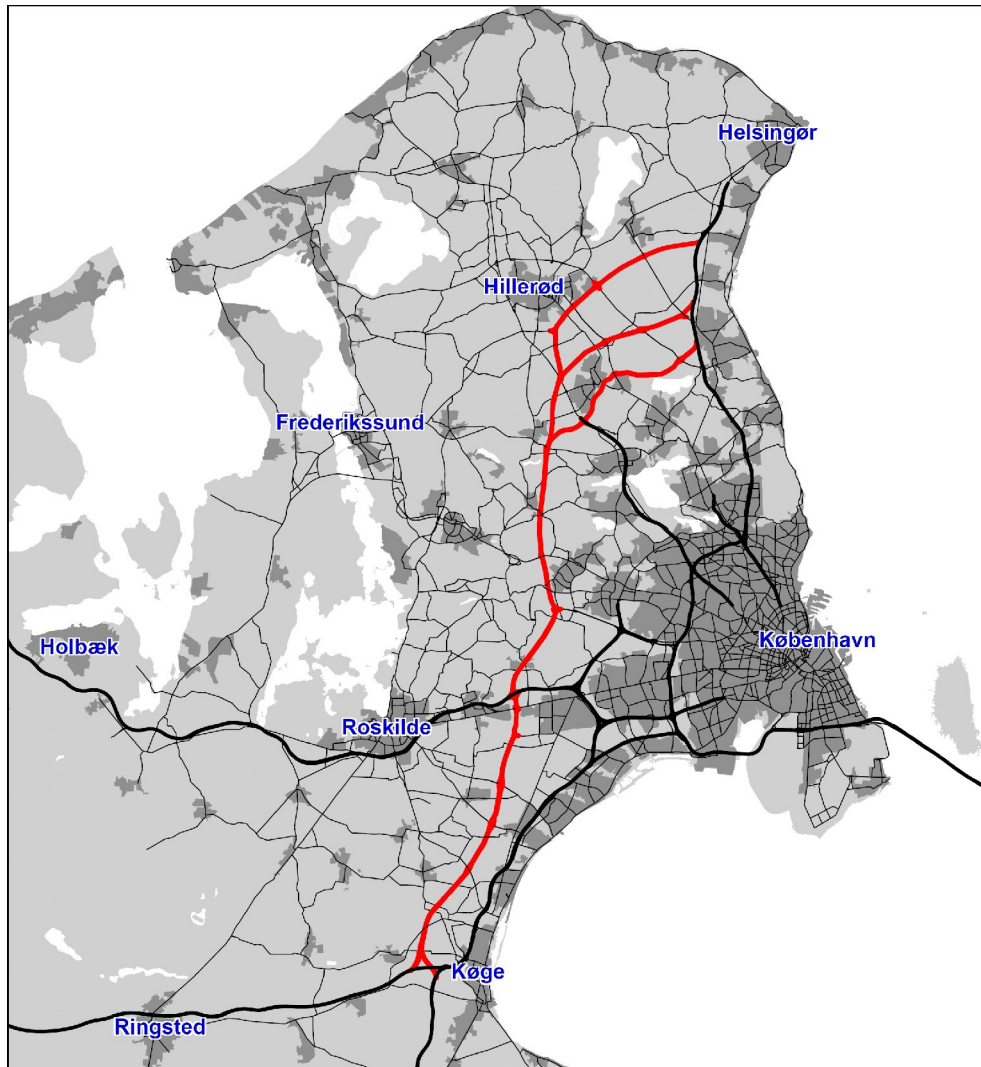 Helsingør
Hillerød
Frederikssund
Holbæk
København
Roskilde
Køge
Ringsted